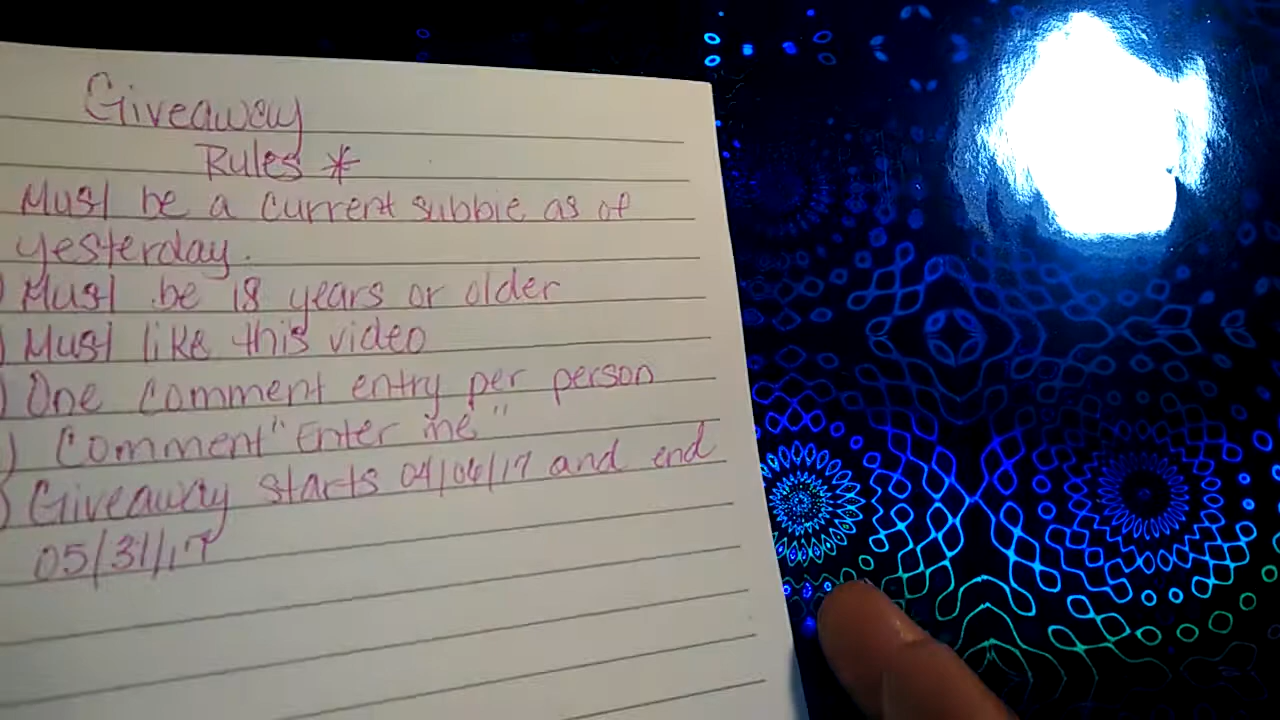 Giveaway
Rules *
Must be a current subbie as of
yesterday.
) Must be 18 years or older
) Must like this video
) One comment entry per person
) Comment "Enter me"
) Giveaway starts 04/06/17 and end
05/31/17